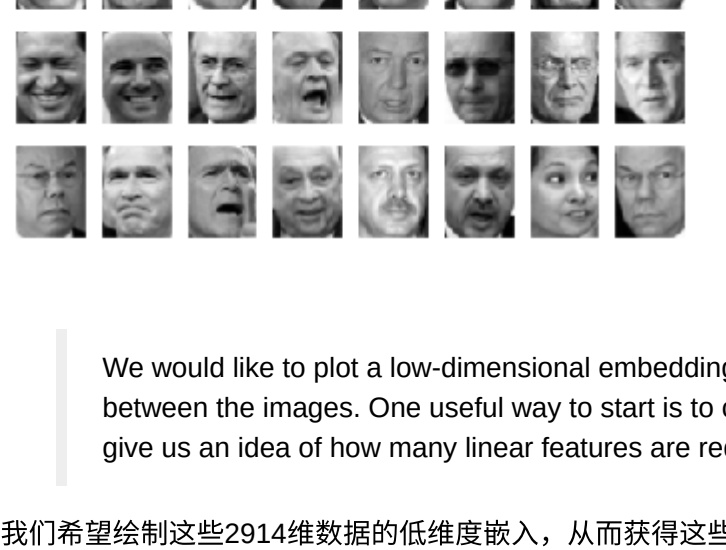 We would like to plot a low-dimensional embedding
between the images. One useful way to start is to
give us an idea of how many linear features are
我们希望绘制这些2914维数据的低维度嵌入，从而获得这些